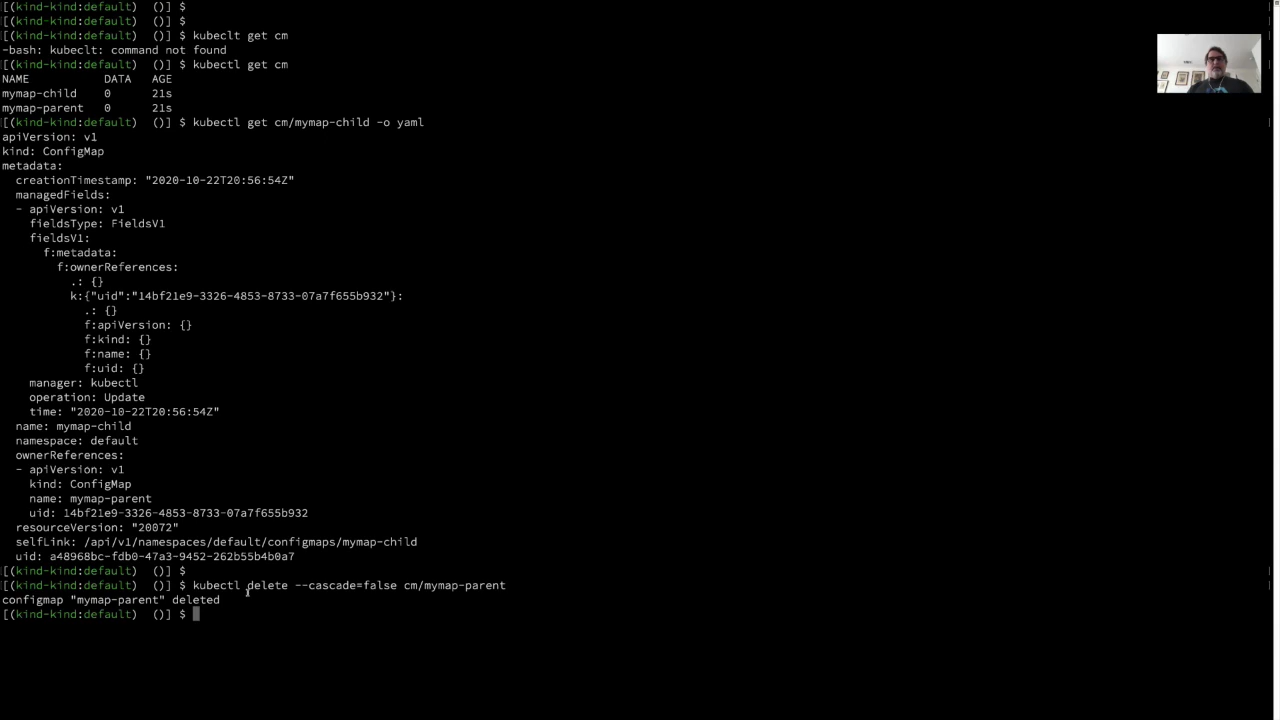 [(kind-kind:default)  ()] $
[(kind-kind:default)  ()] $
[(kind-kind:default)  ()] $ kubeclt get cm
-bash: kubeclt: command not found
[(kind-kind:default)  ()] $ kubectl get cm
NAME           DATA   AGE
mymap-child    0      21s
mymap-parent   0      21s
[(kind-kind:default)  ()] $ kubectl get cm/mymap-child -o yaml
apiVersion: v1
kind: ConfigMap
metadata:
  creationTimestamp: "2020-10-22T20:56:54Z"
  managedFields:
  - apiVersion: v1
    fieldsType: FieldsV1
    fieldsV1:
      f:metadata:
        f:ownerReferences:
          .: {}
          k:{"uid":"14bf21e9-3326-4853-8733-07a7f655b932"}:
            .: {}
            f:apiVersion: {}
            f:kind: {}
            f:name: {}
            f:uid: {}
    manager: kubectl
    operation: Update
    time: "2020-10-22T20:56:54Z"
  name: mymap-child
  namespace: default
  ownerReferences:
  - apiVersion: v1
    kind: ConfigMap
    name: mymap-parent
    uid: 14bf21e9-3326-4853-8733-07a7f655b932
  resourceVersion: "20072"
  selfLink: /api/v1/namespaces/default/configmaps/mymap-child
  uid: a48968bc-fdb0-47a3-9452-262b55b4b0a7
[(kind-kind:default)  ()] $
[(kind-kind:default)  ()] $ kubectl delete --cascade=false cm/mymap-parent
configmap "mymap-parent" deleted
[(kind-kind:default)  ()] $